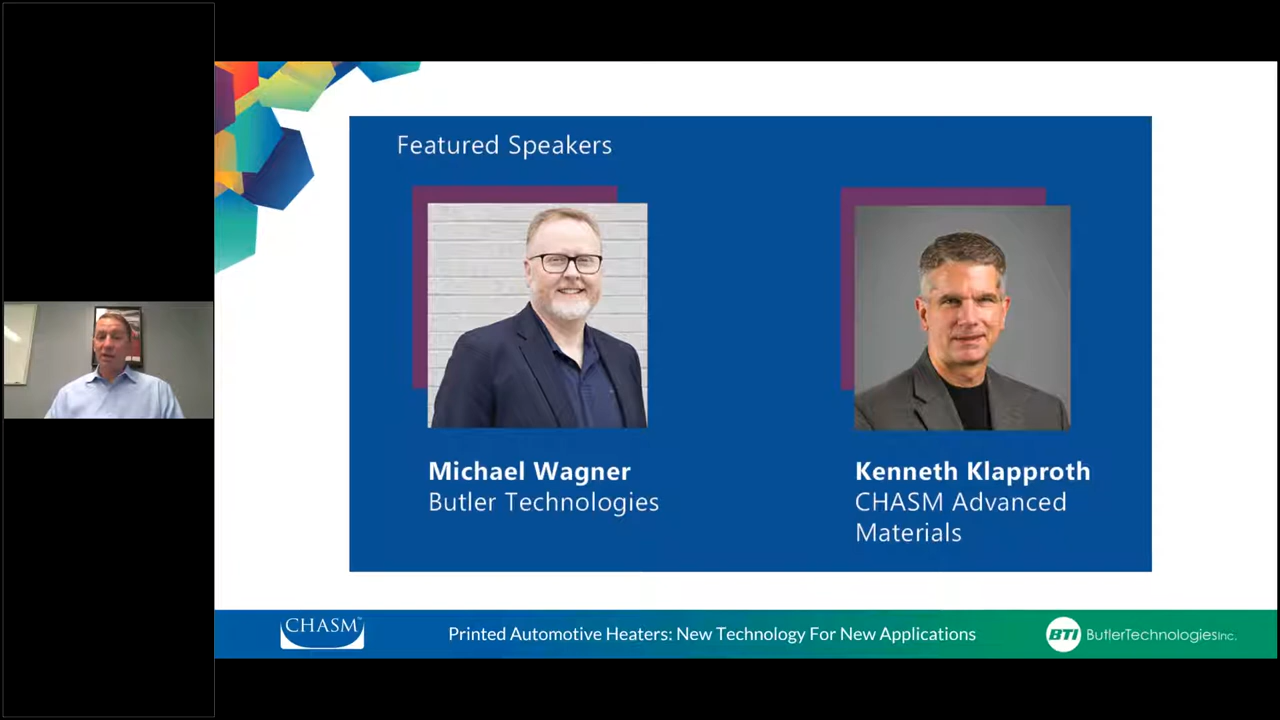 Featured Speakers
Michael Wagner
Butler Technologies
Kenneth Klapproth
CHASM Advanced
Materials
CHASM™
Printed Automotive Heaters: New Technology For New Applications
BTI ButlerTechnologiesInc.